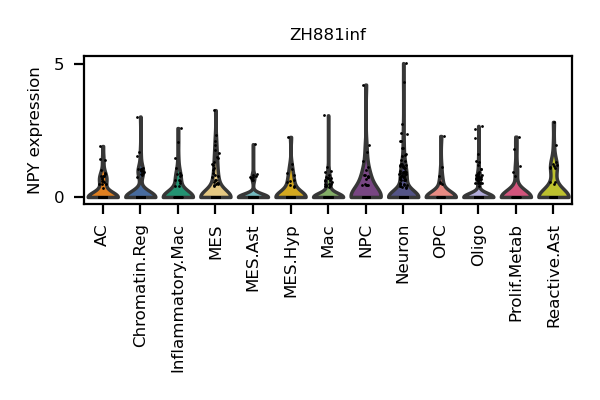 ZH881inf
NPY expression
5
0
AC
Chromatin.Reg
Inflammatory.Mac
MES
MES.Ast
MES.Hyp
Mac
NPC
Neuron
OPC
Oligo
Prolif.Metab
Reactive.Ast